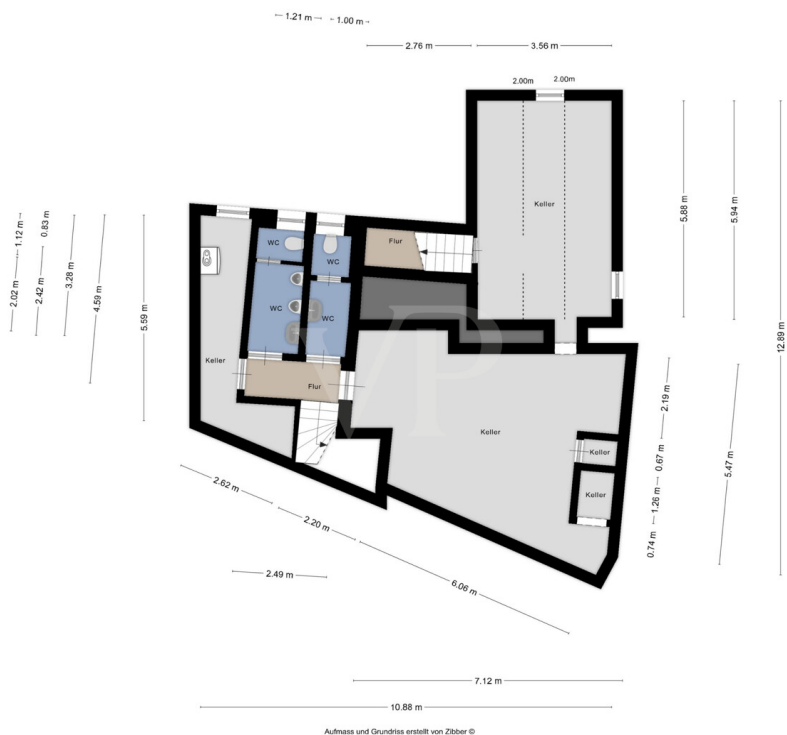 1.21 m
1.00 m
2.76 m
3.56 m
2.00m
2.00m
Keller
5.88 m
5.94 m
12.89 m
1.12 m
0.83 m
2.02 m
2.42 m
3.28 m
4.59 m
5.59 m
WC
WC
Flur
WC
WC
Keller
Flur
VP
Keller
Keller
Keller
2.19 m
0.67 m
1.26 m
0.74 m
5.47 m
2.62 m
2.20 m
6.06 m
2.49 m
7.12 m
10.88 m
Aufmass und Grundriss erstellt von Zibber ©